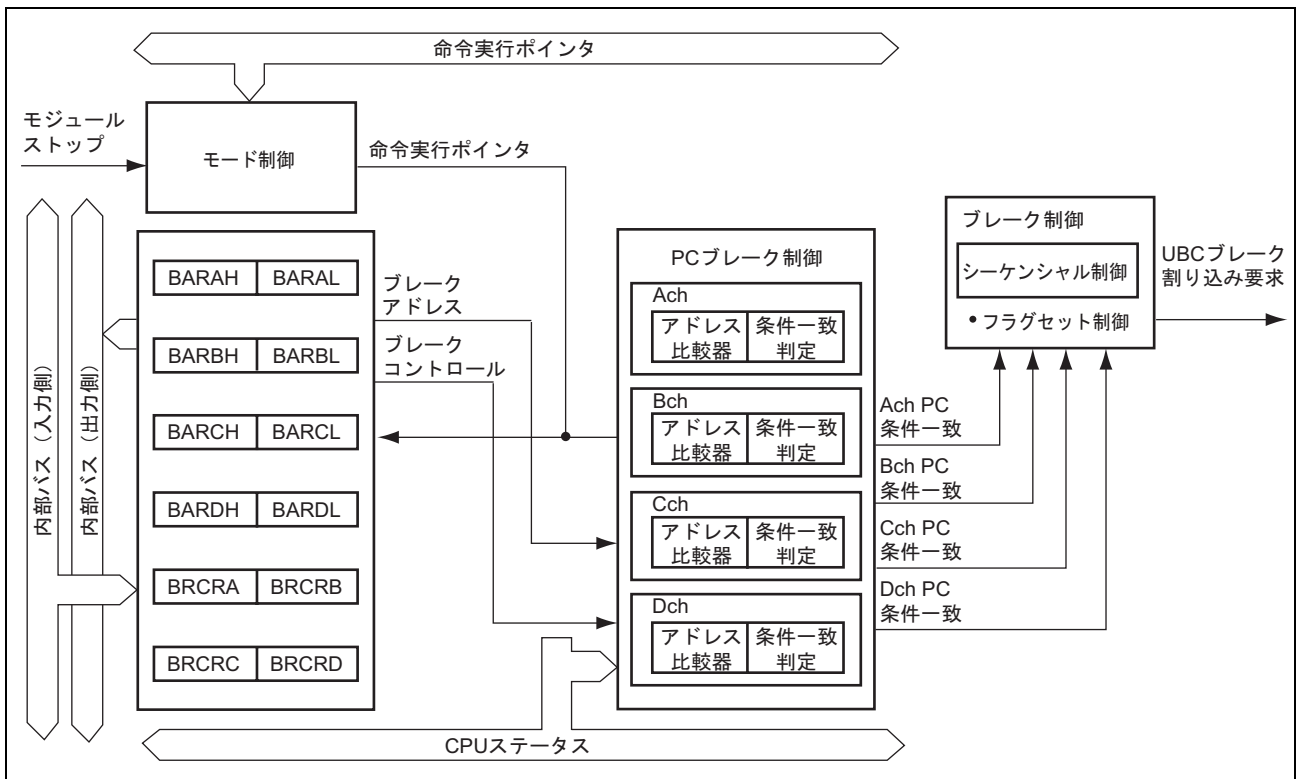 命令実行ポインタ
モジュール
ストップ
モード制御
命令実行ポインタ
内部バス（入力側）
内部バス（出力側）
BARAH BARAL
BARBH BARBL
BARCH BARCL
BARDH BARDL
BRCRA BRCRB
BRCRC BRCRD
ブレーク
アドレス
ブレーク
コントロール
PCブレーク制御
Ach
アドレス 条件一致
比較器 判定
Bch
アドレス 条件一致
比較器 判定
Cch
アドレス 条件一致
比較器 判定
Dch
アドレス 条件一致
比較器 判定
Ach PC
条件一致
Bch PC
条件一致
Cch PC
条件一致
Dch PC
条件一致
ブレーク制御
シーケンシャル制御
•フラグセット制御
UBCブレーク
割り込み要求
CPUステータス